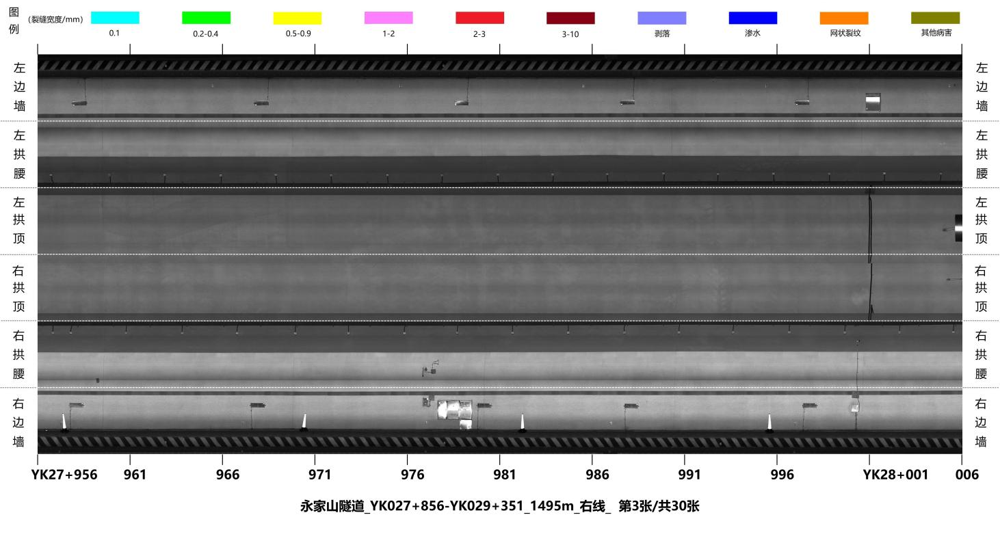 图例
(裂缝宽度/mm)
0.1
0.2-0.4
0.5-0.9
1-2
2-3
3-10
剥落
渗水
网状裂纹
其他病害
左边墙
左边墙
左拱腰
左拱腰
左拱顶
左拱顶
右拱顶
右拱顶
右拱腰
右拱腰
右边墙
右边墙
YK27+956 961 966 971 976 981 986 991 996 YK28+001 006
永家山隧道_YK027+856-YK029+351_1495m_右线_ 第3张/共30张